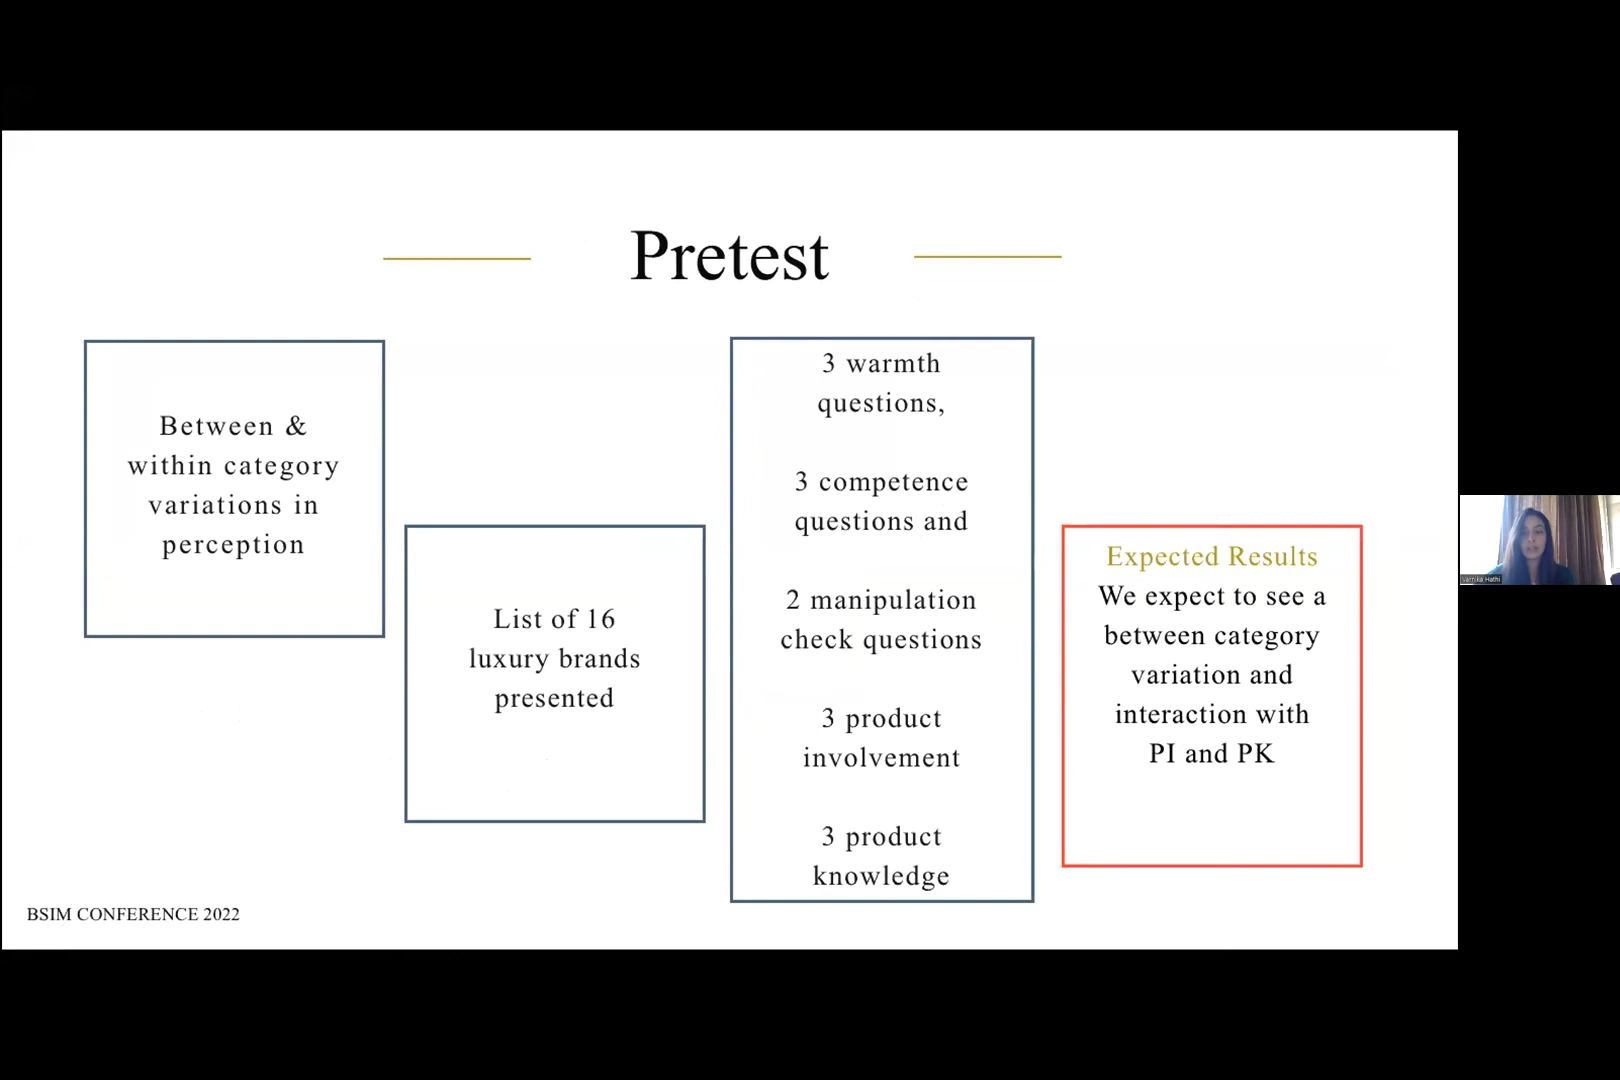 Pretest
Between &
within category
variations in
perception
List of 16
luxury brands
presented
3 warmth
questions,
3 competence
questions and
2 manipulation
check questions
3 product
involvement
3 product
knowledge
Expected Results
We expect to see a
between category
variation and
interaction with
PI and PK
BSIM CONFERENCE 2022
Varnika Hathi